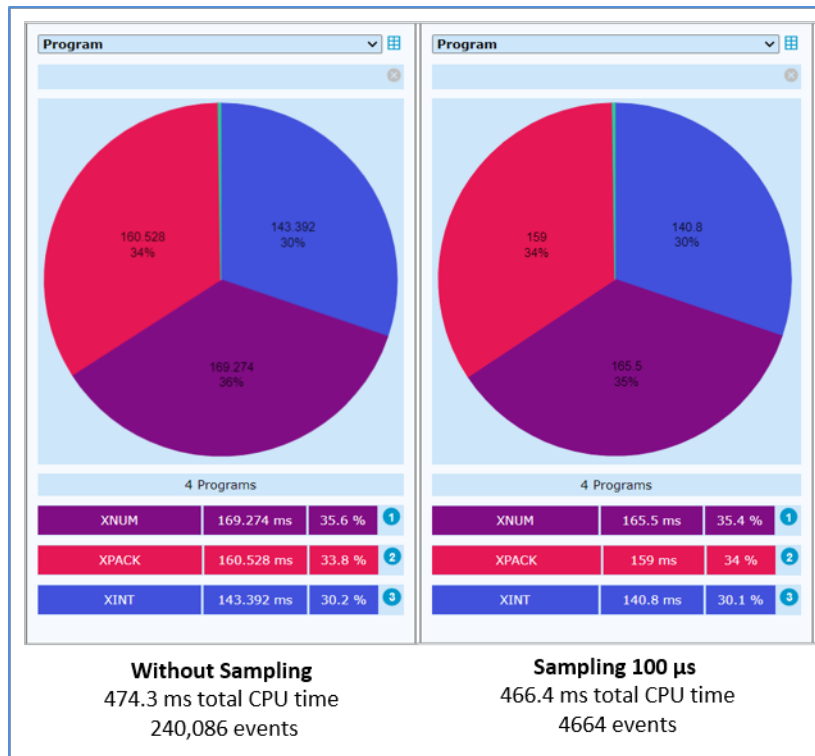 Program
160.528
34%
143.392
30%
169.274
36%
4 Programs
XNUM 169.274 ms 35.6 % 1
XPACK 160.528 ms 33.8 % 2
XINT 143.392 ms 30.2 % 3
Without Sampling
474.3 ms total CPU time
240,086 events
Program
159
34%
140.8
30%
165.5
35%
4 Programs
XNUM 165.5 ms 35.4 % 1
XPACK 159 ms 34 % 2
XINT 140.8 ms 30.1 % 3
Sampling 100 µs
466.4 ms total CPU time
4664 events